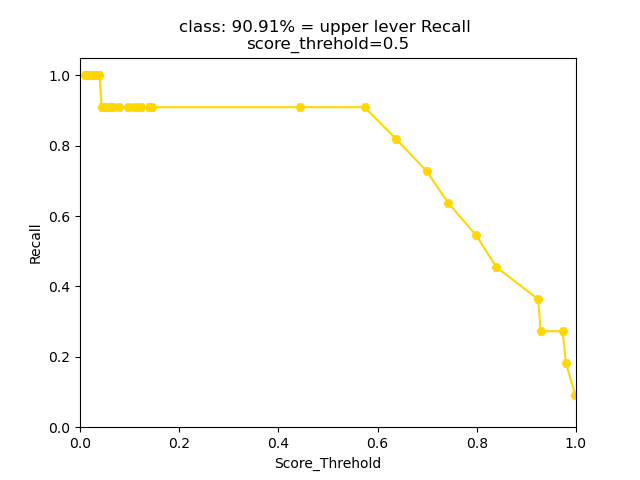 class: 90.91% = upper lever Recall
score_threhold=0.5
1.0
0.8
0.6
0.4
0.2
0.0
Recall
0.0 0.2 0.4 0.6 0.8 1.0
Score_Threhold